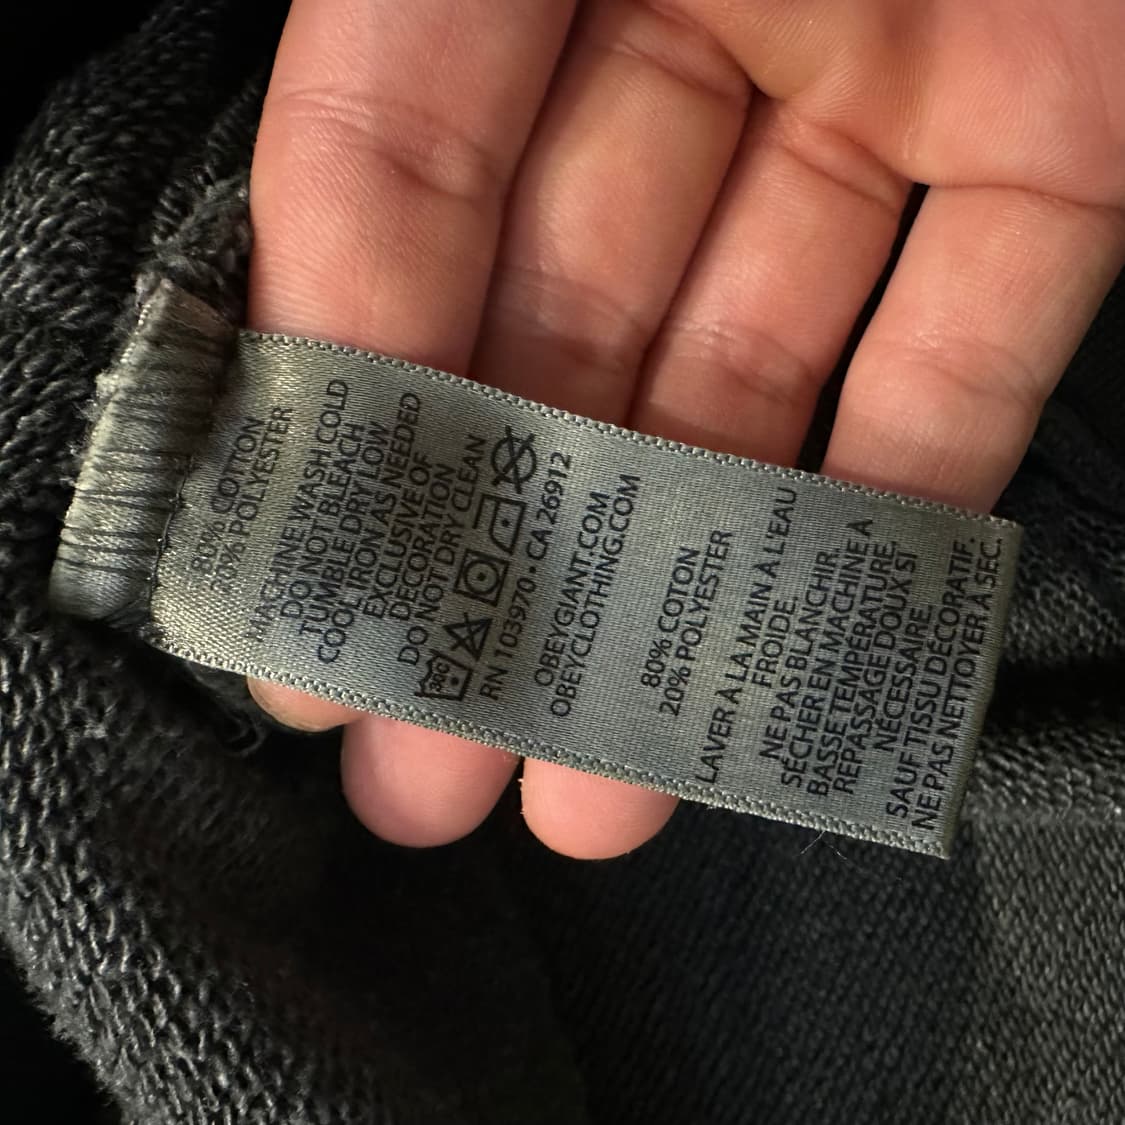 80% COTTON
20% POLYESTER
MACHINE WASH COLD
DO NOT BLEACH
TUMBLE DRY LOW
COOL IRON AS NEEDED
EXCLUSIVE OF
DECORATION
DO NOT DRY CLEAN
30C
RN 103970 · CA 26912
OBEYGIANT.COM
OBEYCLOTHING.COM
80% COTON
20% POLYESTER
LAVER À LA MAIN À L'EAU
FROIDE.
NE PAS BLANCHIR.
SÉCHER EN MACHINE A
BASSE TEMPÉRATURE.
REPASSAGE DOUX SI
NÉCESSAIRE.
SAUF TISSU DÉCORATIF.
NE PAS NETTOYER À SEC.